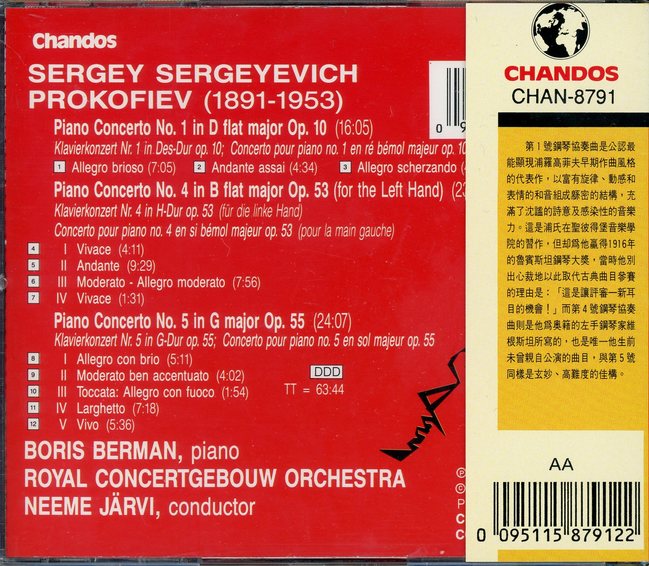 Chandos
SERGEY SERGEYEVICH
PROKOFIEV (1891-1953)
Piano Concerto No. 1 in D flat major Op. 10 (16:05)
Klavierkonzert Nr. 1 in Des-Dur op. 10; Concerto pour piano no. 1 en ré bémol majeur op. 10
1 Allegro brioso (7:05) 2 Andante assai (4:34) 3 Allegro scherzando (4
Piano Concerto No. 4 in B flat major Op. 53 (for the Left Hand) (23
Klavierkonzert Nr. 4 in H-Dur op. 53 (für die linke Hand)
Concerto pour piano no. 4 en si bémol majeur op. 53 (pour la main gauche)
4 I Vivace (4:11)
5 II Andante (9:29)
6 III Moderato - Allegro moderato (7:56)
7 IV Vivace (1:31)
Piano Concerto No. 5 in G major Op. 55 (24:07)
Klavierkonzert Nr. 5 in G-Dur op. 55; Concerto pour piano no. 5 en sol majeur op. 55
8 I Allegro con brio (5:11)
9 II Moderato ben accentuato (4:02)
10 III Toccata: Allegro con fuoco (1:54)
11 IV Larghetto (7:18)
12 V Vivo (5:36)
DDD
TT = 63:44
BORIS BERMAN, piano
ROYAL CONCERTGEBOUW ORCHESTRA
NEEME JÄRVI, conductor
0
9
℗
©
P
C
C
CHANDOS
CHAN-8791
第1號鋼琴協奏曲是公認最
能顯現浦羅高菲夫早期作曲風格
的代表作，以富有旋律、動感和
表情的和音組成緜密的結構，充
滿了沈謐的詩意及感染性的音樂
力。這是浦氏在聖彼得堡音樂學
院的習作，但却為他贏得1916年
的魯賓斯坦鋼琴大獎，當時他別
出心裁地以此取代古典曲目參賽
的理由是：「這是讓評審一新耳
目的機會！」而第4號鋼琴協奏
曲則是他為奧籍的左手鋼琴家維
根斯坦所寫的，也是唯一他生前
未曾親自公演的曲目，與第5號
同樣是玄妙、高難度的佳構。
AA
0 095115 879122